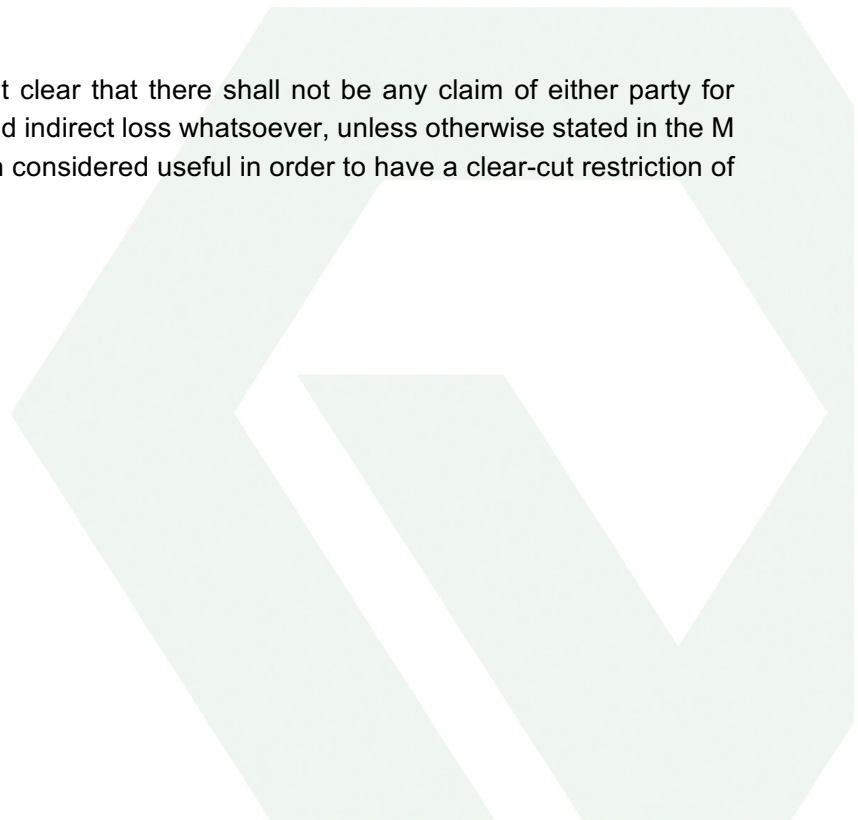 t clear that there shall not be any claim of either party for
d indirect loss whatsoever, unless otherwise stated in the M
considered useful in order to have a clear-cut restriction of